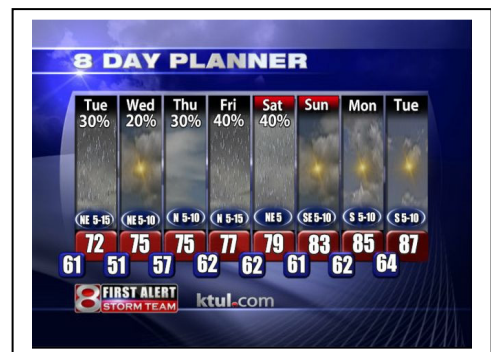 8 DAY PLANNER
Tue Wed Thu Fri Sat Sun Mon Tue
30% 20% 30% 40% 40%
NE 5-15 NE 5-10 N 5-10 N 5-15 NE 5 SE 5-10 S 5-10 S 5-10
72 75 75 77 79 83 85 87
61 51 57 62 62 61 62 64
8 FIRST ALERT
STORM TEAM
ktul.com